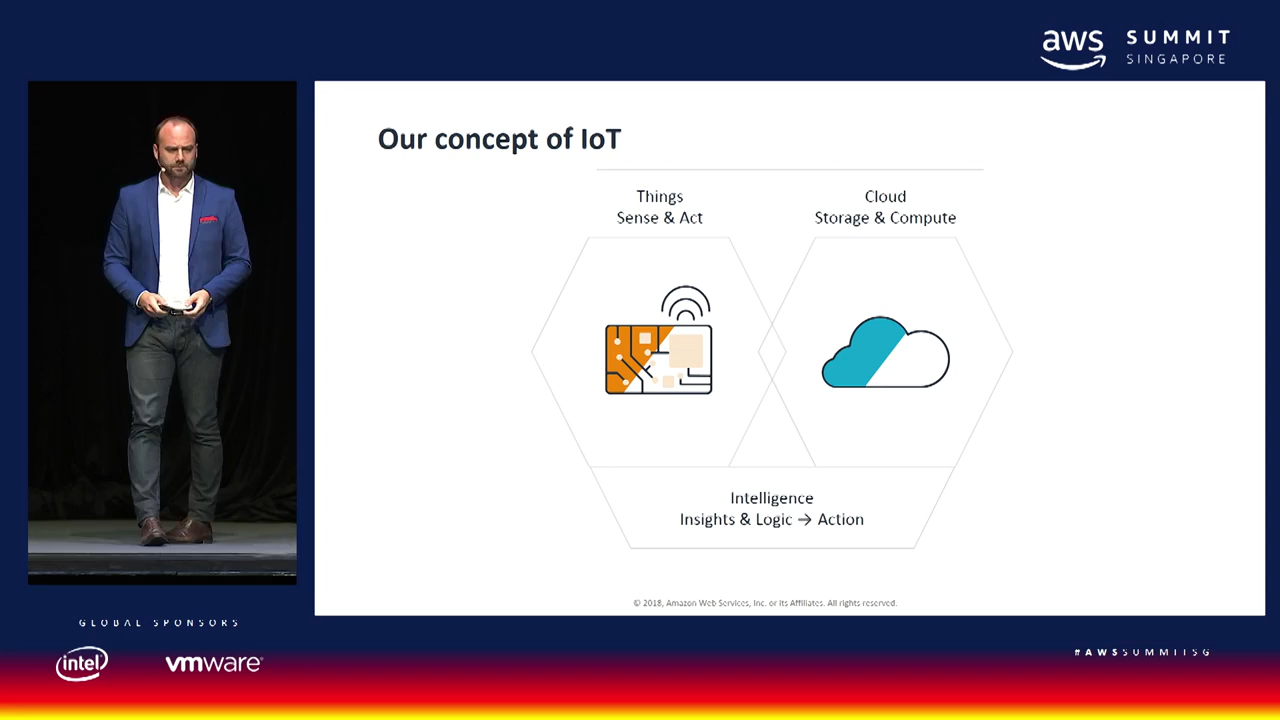 aws SUMMIT
SINGAPORE
Our concept of IoT
Things
Sense & Act
Cloud
Storage & Compute
Intelligence
Insights & Logic → Action
© 2018, Amazon Web Services, Inc. or its Affiliates. All rights reserved.
GLOBAL SPONSORS
intel
vmware
#AWSSUMMITSG